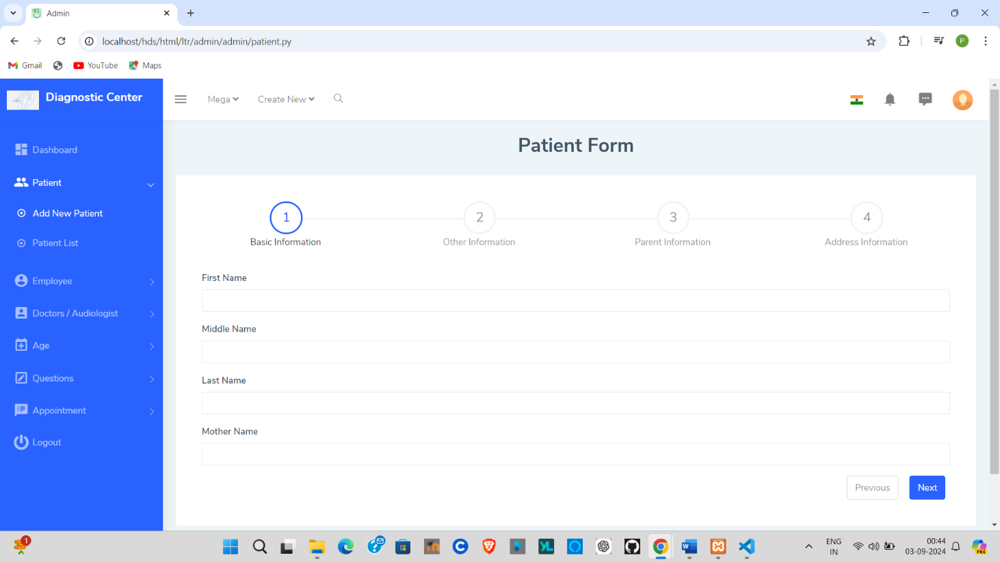 Admin
localhost/hds/html/ltr/admin/admin/patient.py
P
Gmail
YouTube
Maps
Diagnostic Center
Mega
Create New
Patient Form
Dashboard
Patient
Add New Patient
Patient List
Employee
Doctors / Audiologist
Age
Questions
Appointment
Logout
1
2
3
4
Basic Information
Other Information
Parent Information
Address Information
First Name
Middle Name
Last Name
Mother Name
Previous
Next
1
ENG
IN
00:44
03-09-2024
PRE